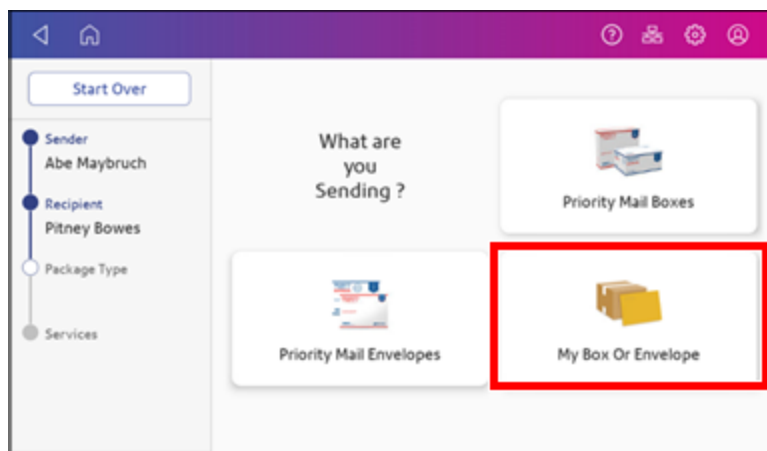 Start Over
Sender
Abe Maybruch
Recipient
Pitney Bowes
Package Type
Services
What are
you
Sending ?
Priority Mail Boxes
Priority Mail Envelopes
My Box Or Envelope